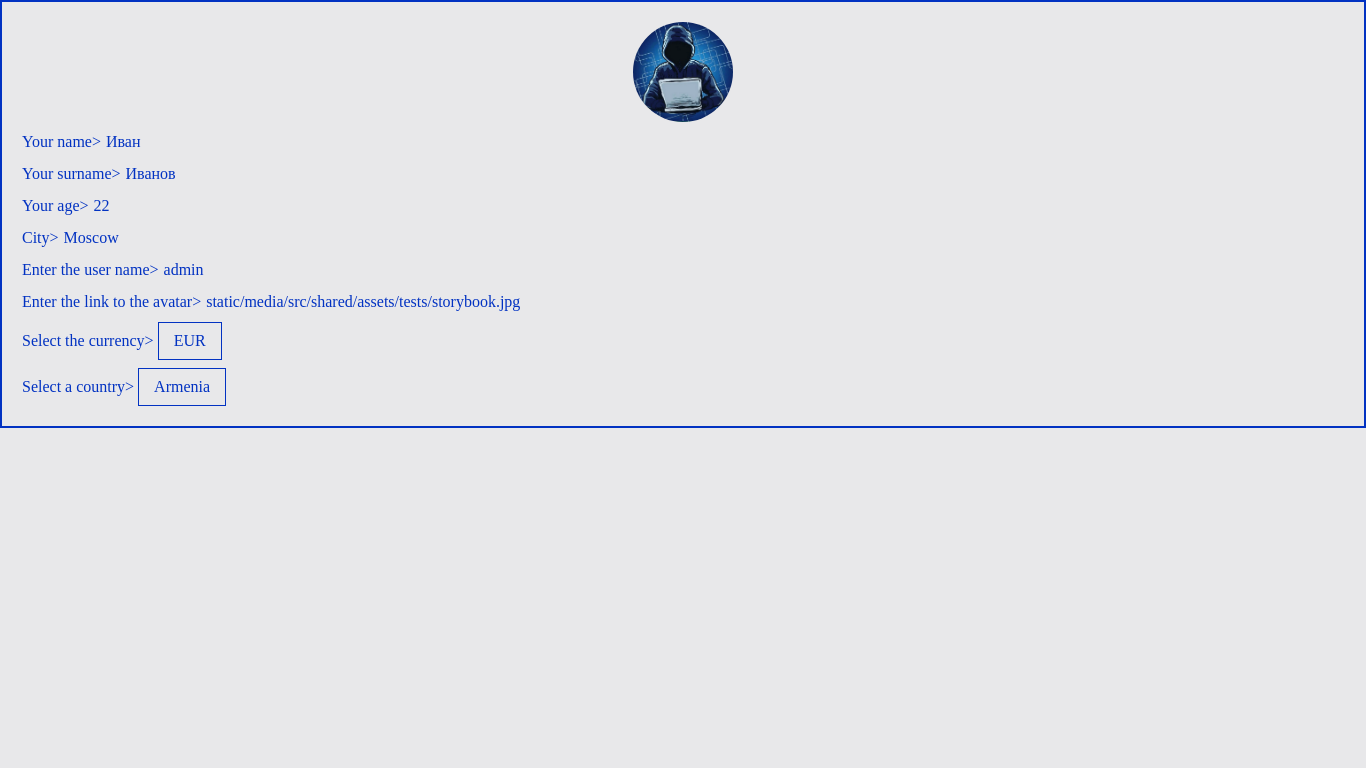 Your name> Иван
Your surname> Иванов
Your age> 22
City> Moscow
Enter the user name> admin
Enter the link to the avatar> static/media/src/shared/assets/tests/storybook.jpg
Select the currency> EUR
Select a country> Armenia